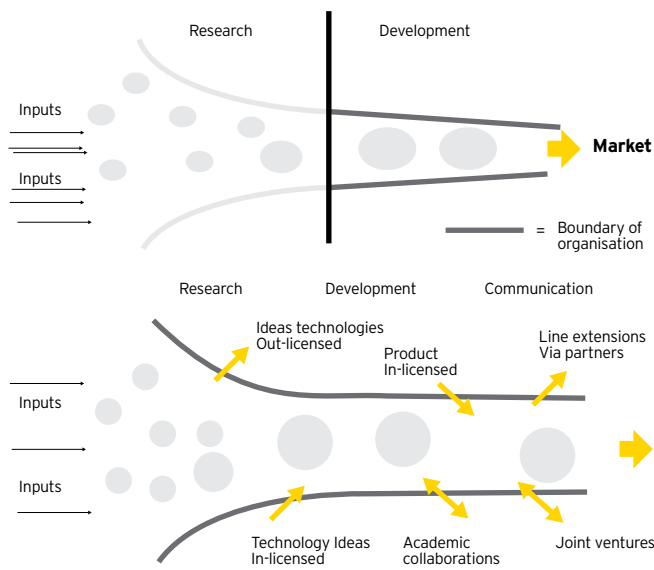 Research
Development
Inputs
Inputs
Market
= Boundary of
organisation
Research
Development
Communication
Ideas technologies
Out-licensed
Product
In-licensed
Line extensions
Via partners
Inputs
Inputs
Technology Ideas
In-licensed
Academic
collaborations
Joint ventures